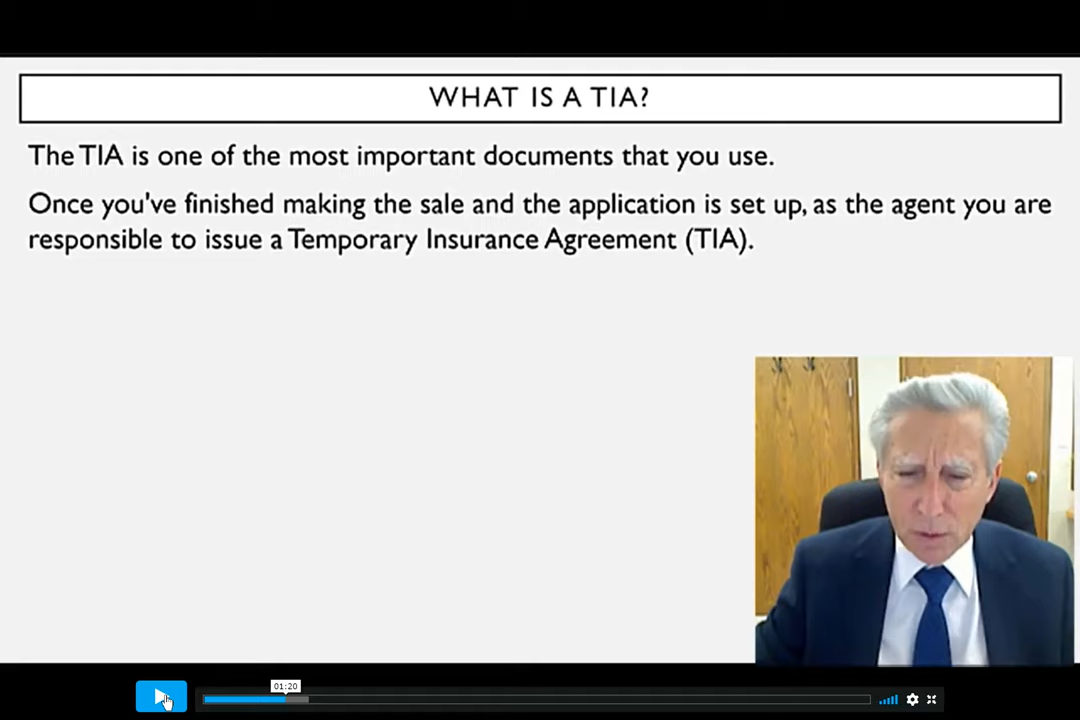 WHAT IS A TIA?
The TIA is one of the most important documents that you use.
Once you've finished making the sale and the application is set up, as the agent you are
responsible to issue a Temporary Insurance Agreement (TIA).
01:20